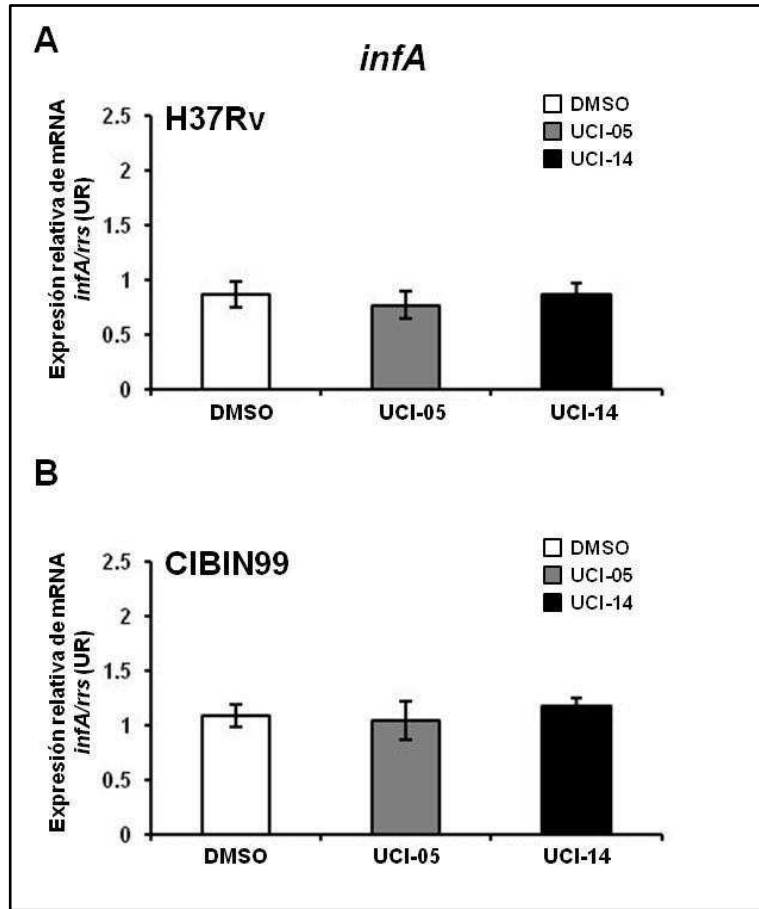 A
infA
H37Rv
DMSO
UCI-05
UCI-14
Expresión relativa de mRNA
infA/rrs (UR)
2.5
2
1.5
1
0.5
0
DMSO UCI-05 UCI-14
B
CIBIN99
DMSO
UCI-05
UCI-14
Expresión relativa de mRNA
infA/rrs (UR)
2.5
2
1.5
1
0.5
0
DMSO UCI-05 UCI-14